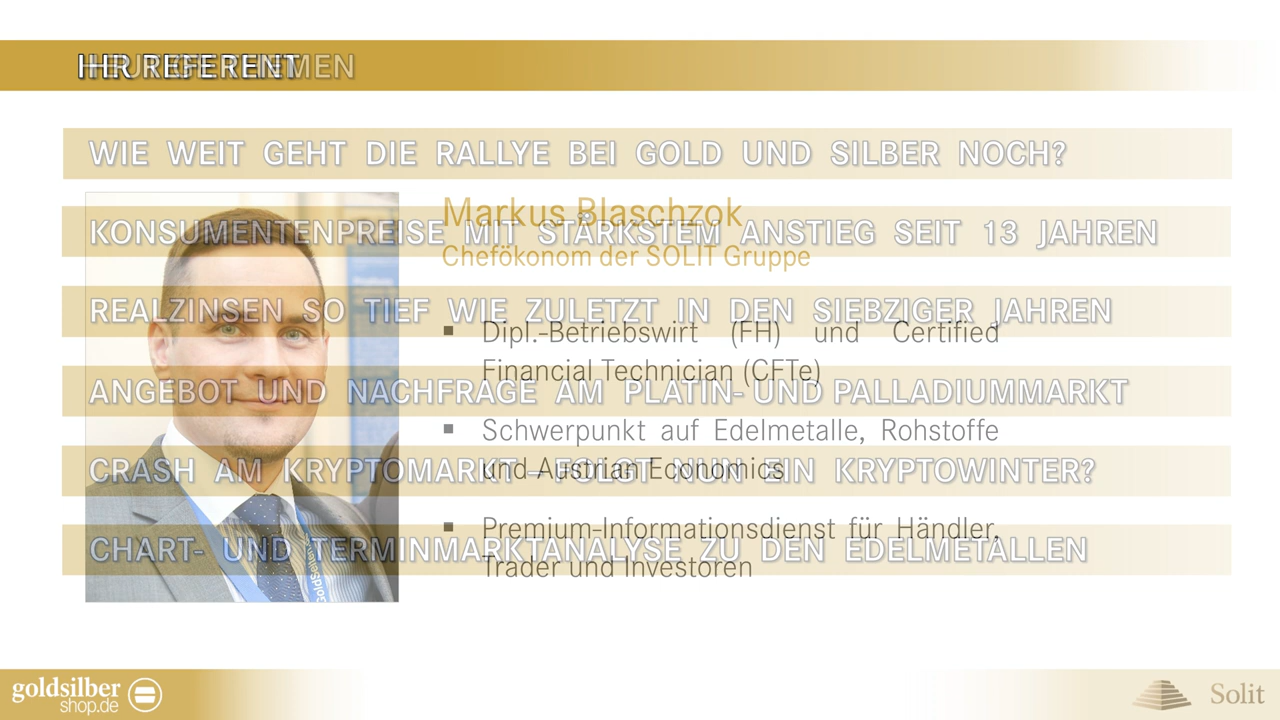 IHR REFERENT
WIE WEIT GEHT DIE RALLYE BEI GOLD UND SILBER NOCH?
Markus Blaschzok
KONSUMENTENPREISE MIT STÄRKSTEM ANSTIEG SEIT 13 JAHREN
Chefökonom der SOLIT Gruppe
REALZINSEN SO TIEF WIE ZULETZT IN DEN SIEBZIGER JAHREN
▪ Dipl.-Betriebswirt (FH) und Certified
Financial Technician (CFTe)
ANGEBOT UND NACHFRAGE AM PLATIN- UND PALLADIUMMARKT
▪ Schwerpunkt auf Edelmetalle, Rohstoffe
und Austrian Economics
CRASH AM KRYPTOMARKT – FOLGT NUN EIN KRYPTOWINTER?
▪ Premium-Informationsdienst für Händler,
Trader und Investoren
CHART- UND TERMINMARKTANALYSE ZU DEN EDELMETALLEN
goldsilber
shop.de
Solit